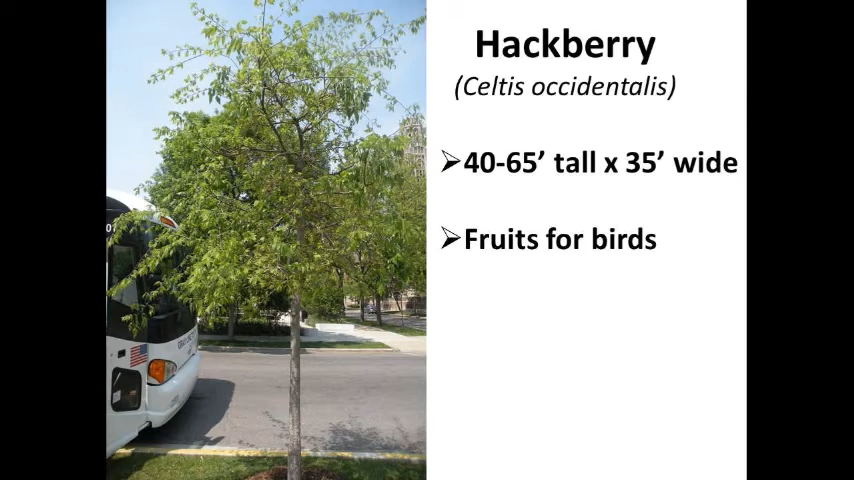 Hackberry
(Celtis occidentalis)
➢40-65’ tall x 35’ wide
➢Fruits for birds